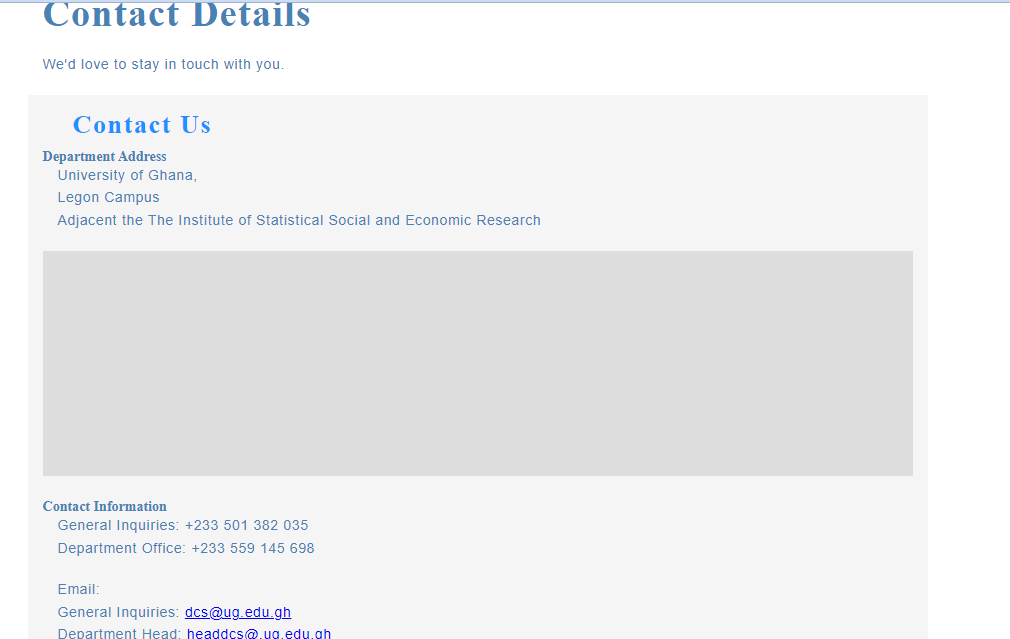 Contact Details
We'd love to stay in touch with you.
Contact Us
Department Address
University of Ghana,
Legon Campus
Adjacent the The Institute of Statistical Social and Economic Research
Contact Information
General Inquiries: +233 501 382 035
Department Office: +233 559 145 698
Email:
General Inquiries: dcs@ug.edu.gh
Department Head: headdcs@.ug.edu.gh